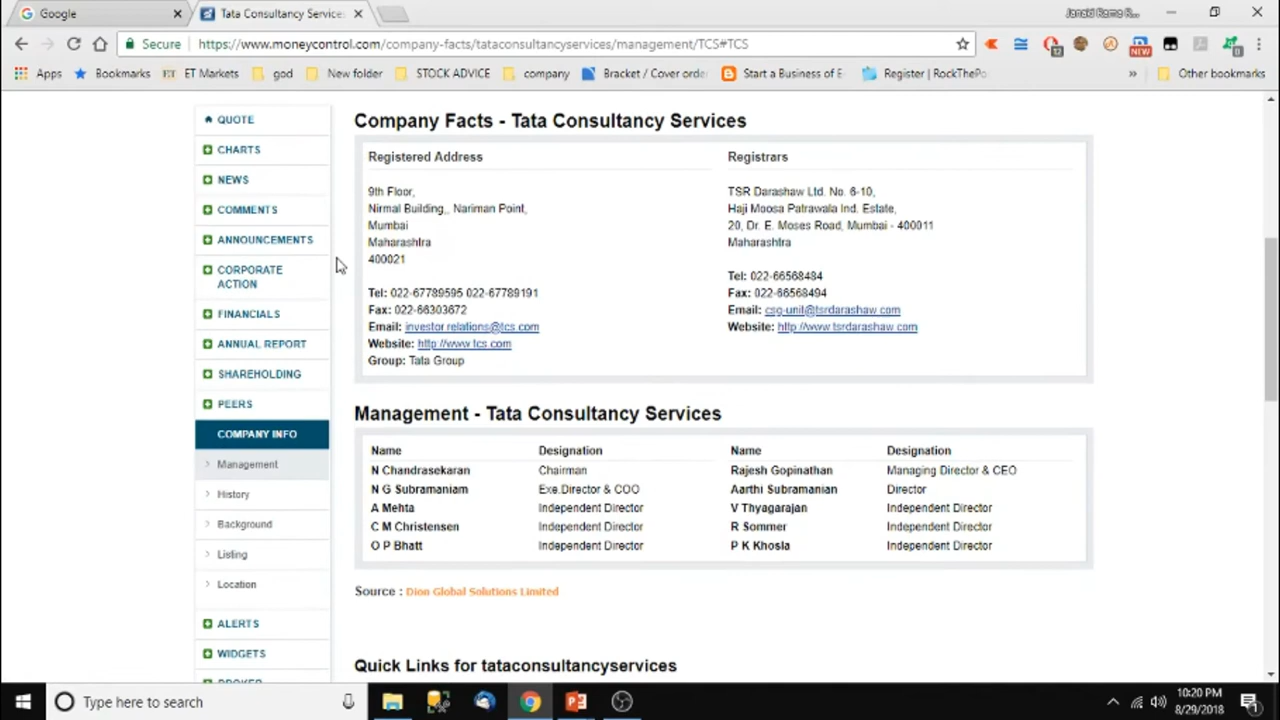 Google
Tata Consultancy Service
Secure
https://www.moneycontrol.com/company-facts/tataconsultancyservices/management/TCS#TCS
Apps
Bookmarks
ET Markets
god
New folder
STOCK ADVICE
company
Bracket / Cover orde
Start a Business of E
Register | RockThePo
»
Other bookmarks
QUOTE
CHARTS
NEWS
COMMENTS
ANNOUNCEMENTS
CORPORATE
ACTION
FINANCIALS
ANNUAL REPORT
SHAREHOLDING
PEERS
COMPANY INFO
Management
History
Background
Listing
Location
ALERTS
WIDGETS
Company Facts - Tata Consultancy Services
Registered Address
9th Floor,
Nirmal Building,, Nariman Point,
Mumbai
Maharashtra
400021
Tel: 022-67789595 022-67789191
Fax: 022-66303672
Email: investor.relations@tcs.com
Website: http://www.tcs.com
Group: Tata Group
Registrars
TSR Darashaw Ltd. No. 6-10,
Haji Moosa Patrawala Ind. Estate,
20, Dr. E. Moses Road, Mumbai - 400011
Maharashtra
Tel: 022-66568484
Fax: 022-66568494
Email: csg-unit@tsrdarashaw.com
Website: http://www.tsrdarashaw.com
Management - Tata Consultancy Services
Name Designation Name Designation
N Chandrasekaran Chairman Rajesh Gopinathan Managing Director & CEO
N G Subramaniam Exe.Director & COO Aarthi Subramanian Director
A Mehta Independent Director V Thyagarajan Independent Director
C M Christensen Independent Director R Sommer Independent Director
O P Bhatt Independent Director P K Khosla Independent Director
Source : Dion Global Solutions Limited
Quick Links for tataconsultancyservices
Type here to search
10:20 PM
8/29/2018